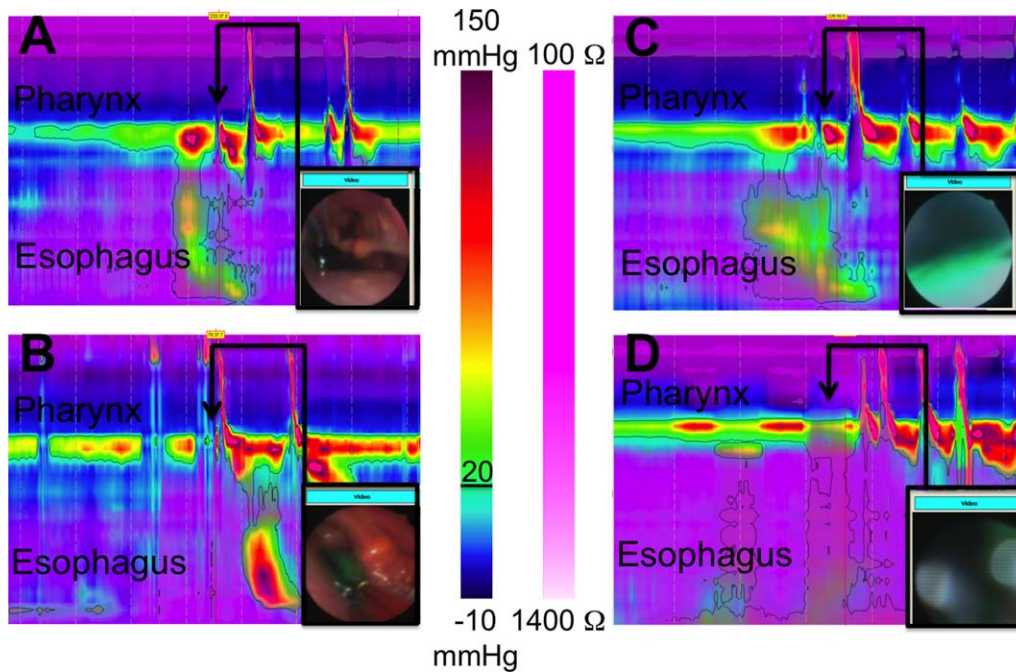 A
Pharynx
Esophagus
Video
B
Pharynx
Esophagus
Video
150
mmHg
20
-10
mmHg
100 Ω
1400 Ω
C
Pharynx
Esophagus
Video
D
Pharynx
Esophagus
Video